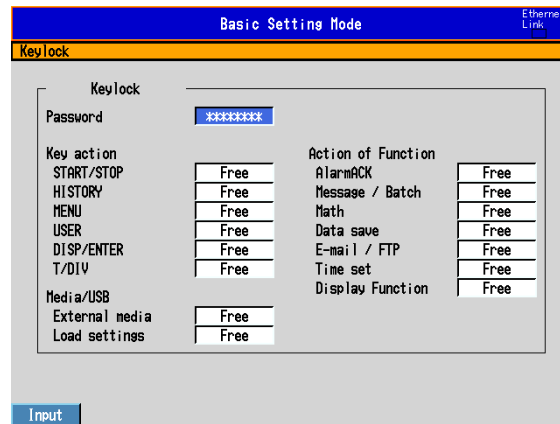 Basic Setting Mode
Etherne
Link
Keylock
Keylock
Password ********
Key action
START/STOP Free
HISTORY Free
MENU Free
USER Free
DISP/ENTER Free
T/DIV Free
Media/USB
External media Free
Load settings Free
Action of Function
AlarmACK Free
Message / Batch Free
Math Free
Data save Free
E-mail / FTP Free
Time set Free
Display Function Free
Input